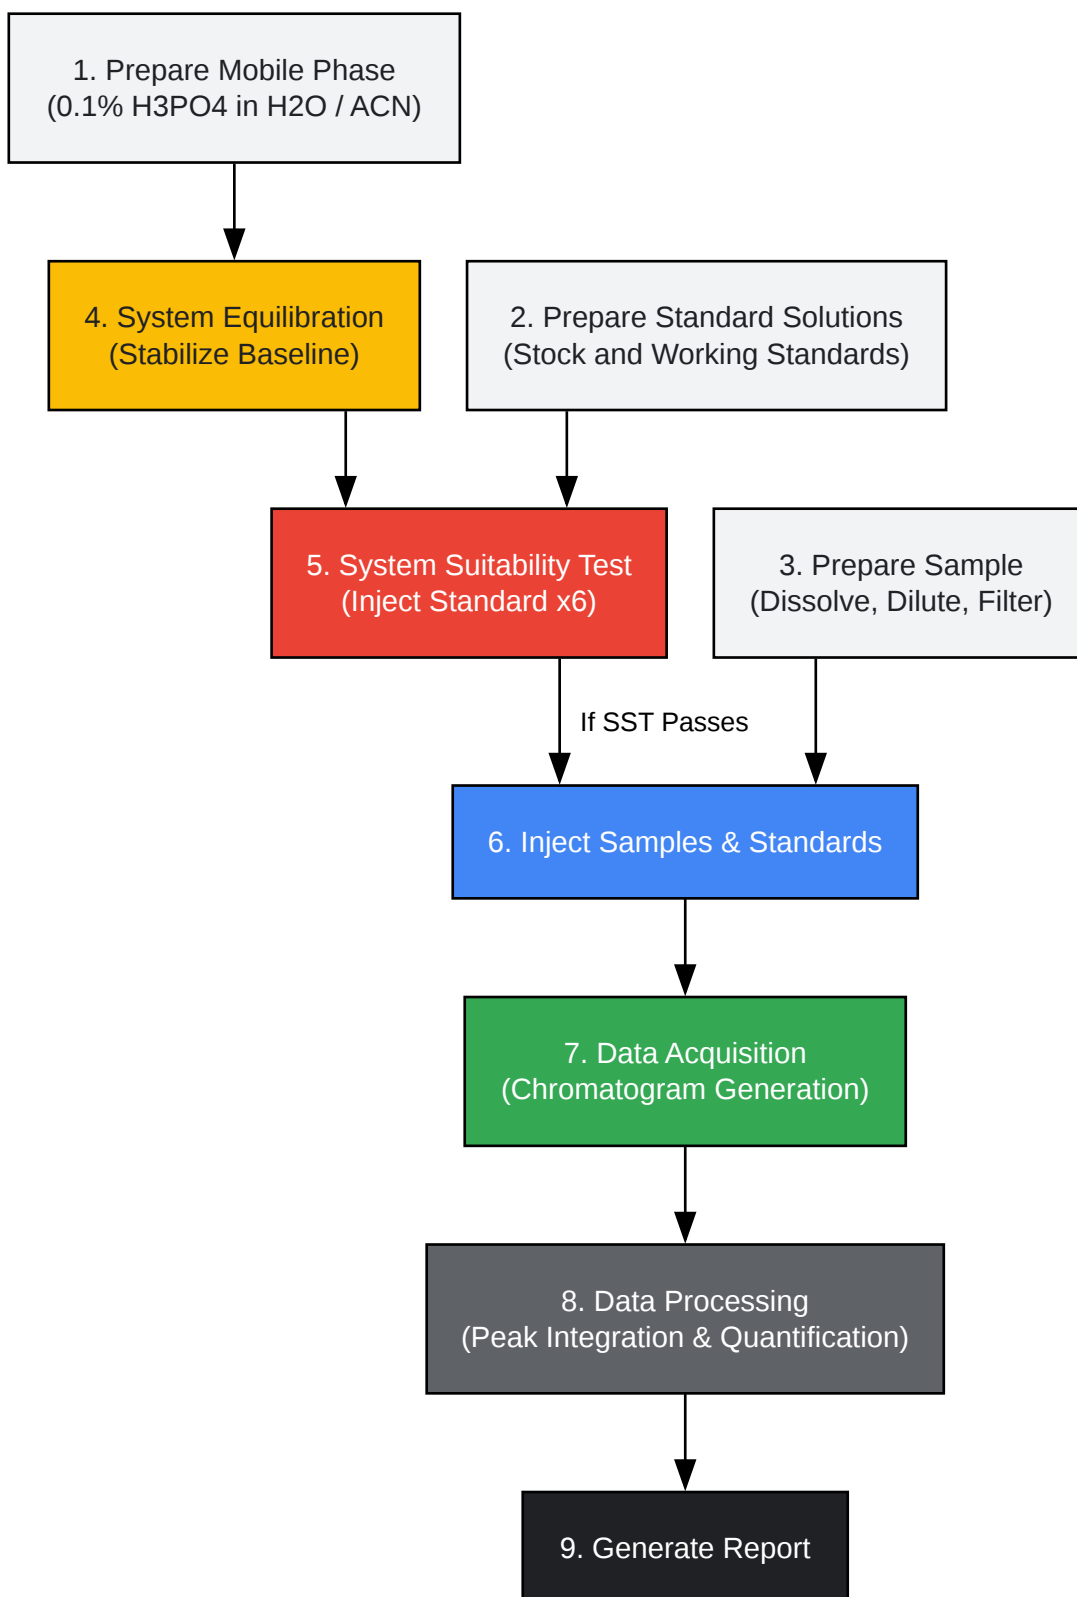 1. Prepare Mobile Phase
(0.1% H3PO4 in H2O / ACN)
4. System Equilibration
(Stabilize Baseline)
2. Prepare Standard Solutions
(Stock and Working Standards)
5. System Suitability Test
(Inject Standard x6)
3. Prepare Sample
(Dissolve, Dilute, Filter)
If SST Passes
6. Inject Samples & Standards
7. Data Acquisition
(Chromatogram Generation)
8. Data Processing
(Peak Integration & Quantification)
9. Generate Report